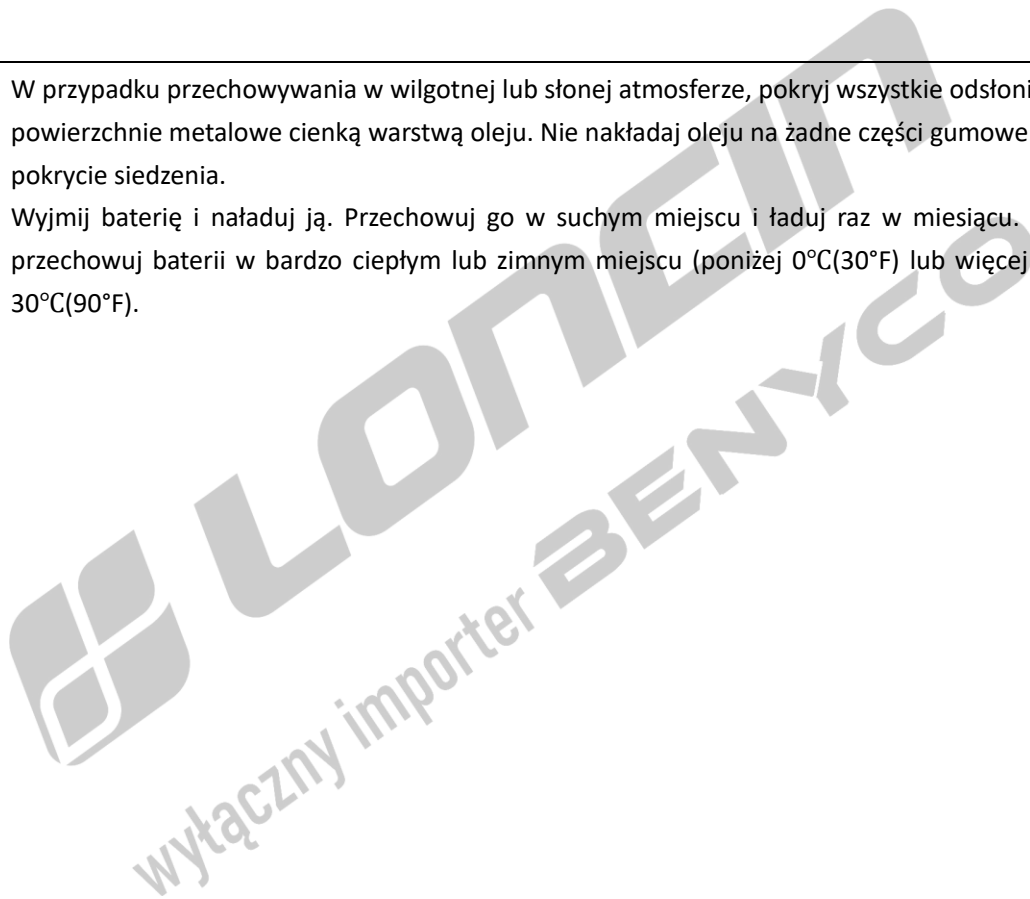 W przypadku przechowywania w wilgotnej lub słonej atmosferze, pokryj wszystkie odsłoni
powierzchnie metalowe cienką warstwą oleju. Nie nakładaj oleju na żadne części gumowe
pokrycie siedzenia.
Wyjmij baterię i naładuj ją. Przechowuj go w suchym miejscu i ładuj raz w miesiącu.
przechowuj baterii w bardzo ciepłym lub zimnym miejscu (poniżej 0℃(30°F) lub więcej
30℃(90°F).
LONCIN
wyłączny importer BENYCO